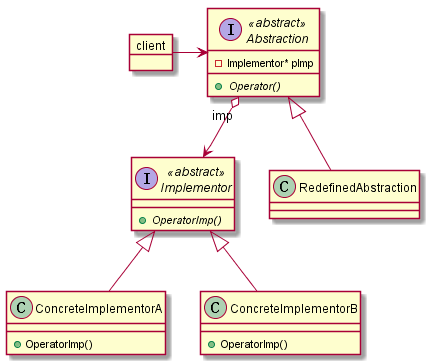 client
I
«abstract»
Abstraction
Implementor* pImp
Operator()
imp
I
«abstract»
Implementor
OperatorImp()
C RedefinedAbstraction
C ConcreteImplementorA
OperatorImp()
C ConcreteImplementorB
OperatorImp()